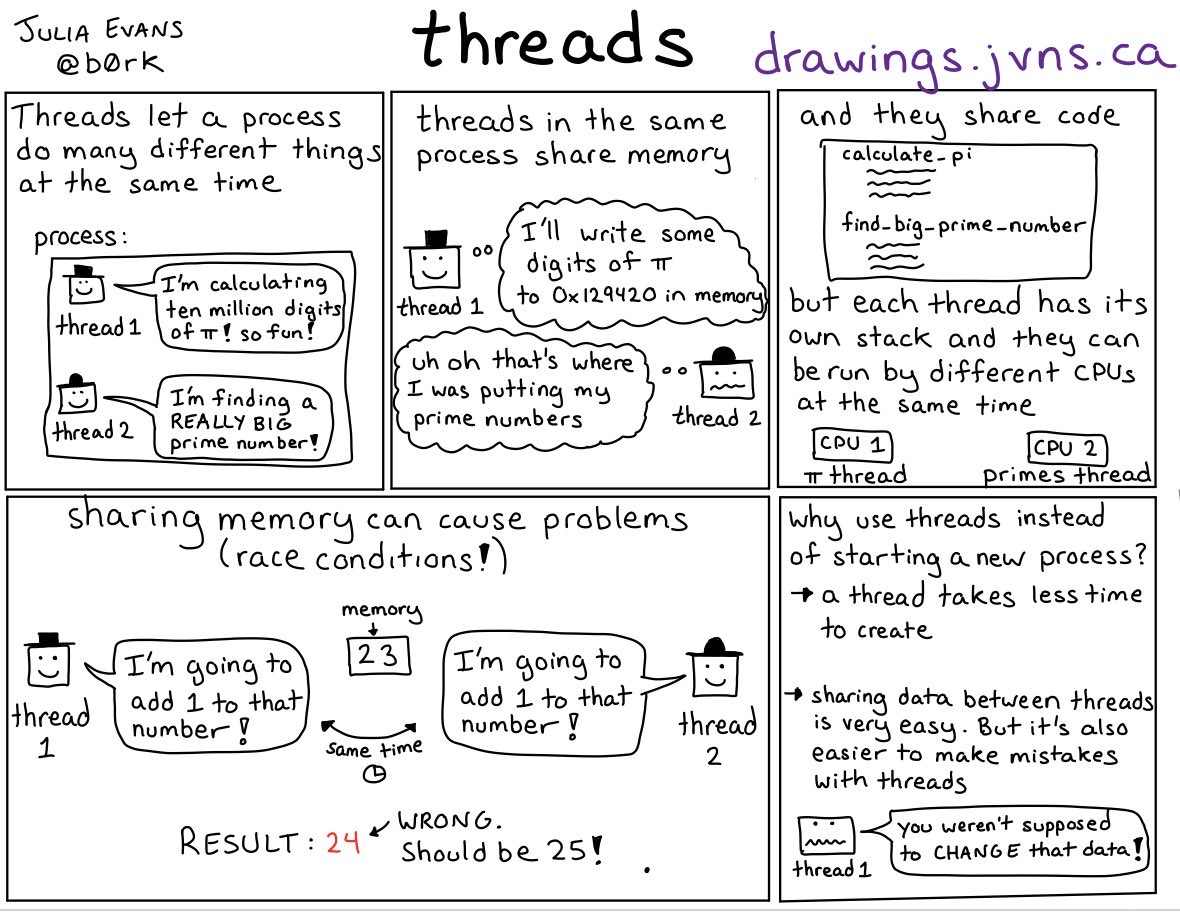 JULIA EVANS
@b0rk
threads
drawings.jvns.ca
Threads let a process
do many different things
at the same time
process:
I'm calculating
ten million digits
of π! so fun!
thread 1
I'm finding a
REALLY BIG
prime number!
thread 2
threads in the same
process share memory
I'll write some
digits of π
to 0x129420 in memory
thread 1
uh oh that's where
I was putting my
prime numbers
thread 2
and they share code
calculate_pi
find_big_prime_number
but each thread has its
own stack and they can
be run by different CPUs
at the same time
CPU 1
π thread
CPU 2
primes thread
sharing memory can cause problems
(race conditions!)
memory
23
I'm going to
add 1 to that
number!
thread
1
I'm going to
add 1 to that
number!
thread
2
same time
RESULT: 24
WRONG.
Should be 25!
why use threads instead
of starting a new process?
→ a thread takes less time
to create
→ sharing data between threads
is very easy. But it's also
easier to make mistakes
with threads
you weren't supposed
to CHANGE that data!
thread 1